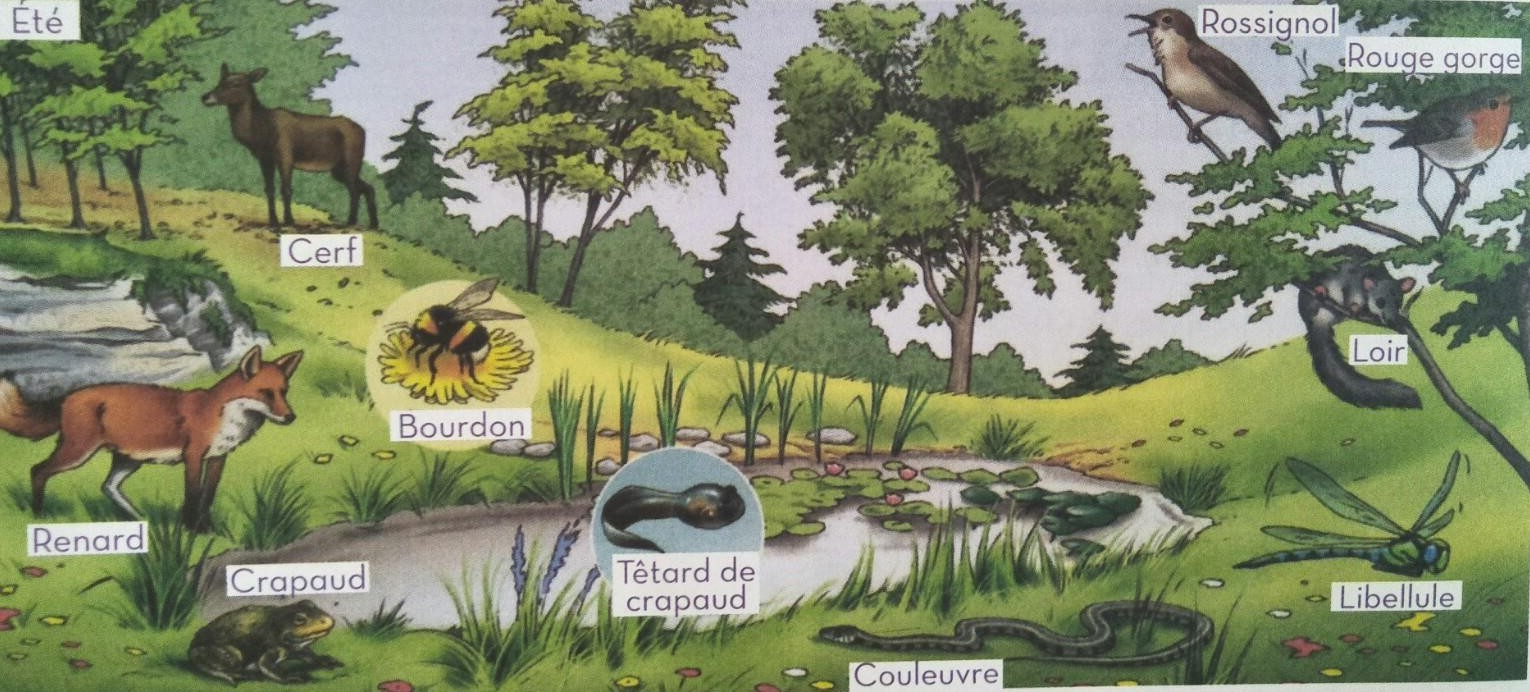 Été
Rossignol
Rouge gorge
Cerf
Loir
Bourdon
Renard
Crapaud
Têtard de
crapaud
Libellule
Couleuvre